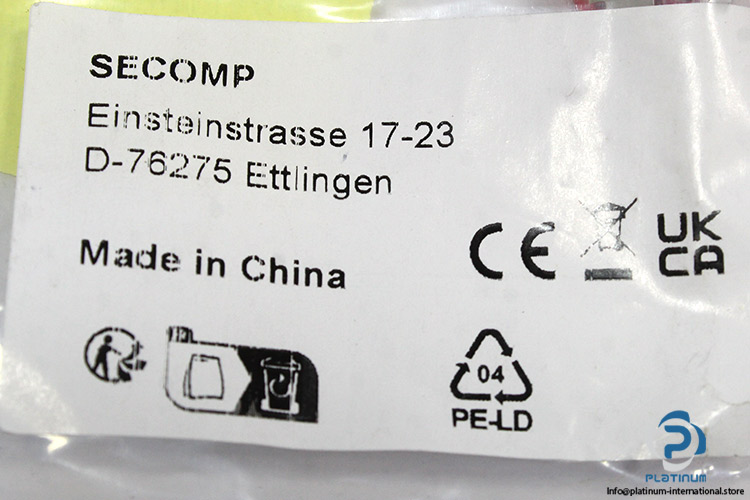 SECOMP
Einsteinstrasse 17-23
D-76275 Ettlingen
Made in China
CE
UK
CA
04
PE-LD
PLATINUM
Info@platinum-international.store